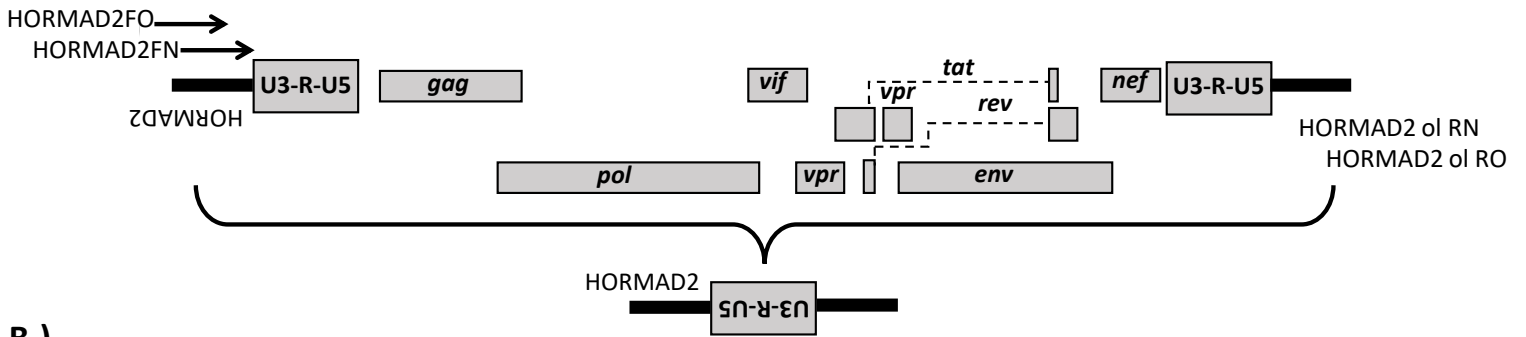 HORMAD2FO
HORMAD2FN
U3-R-U5
gag
vif
tat
vpr
rev
nef
U3-R-U5
HORMAD2
HORMAD2 ol RN
HORMAD2 ol RO
pol
vpr
env
HORMAD2
U3-R-U5
B.)